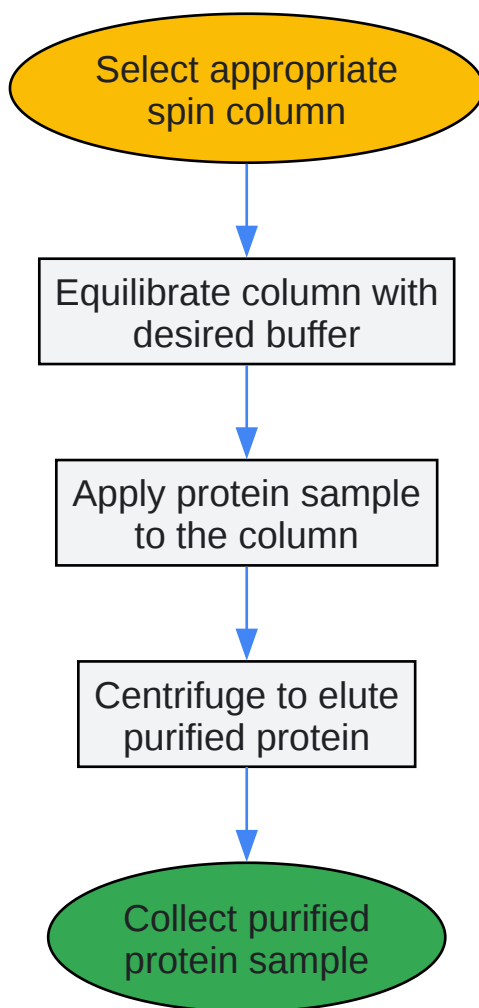 Select appropriate
spin column
Equilibrate column with
desired buffer
Apply protein sample
to the column
Centrifuge to elute
purified protein
Collect purified
protein sample